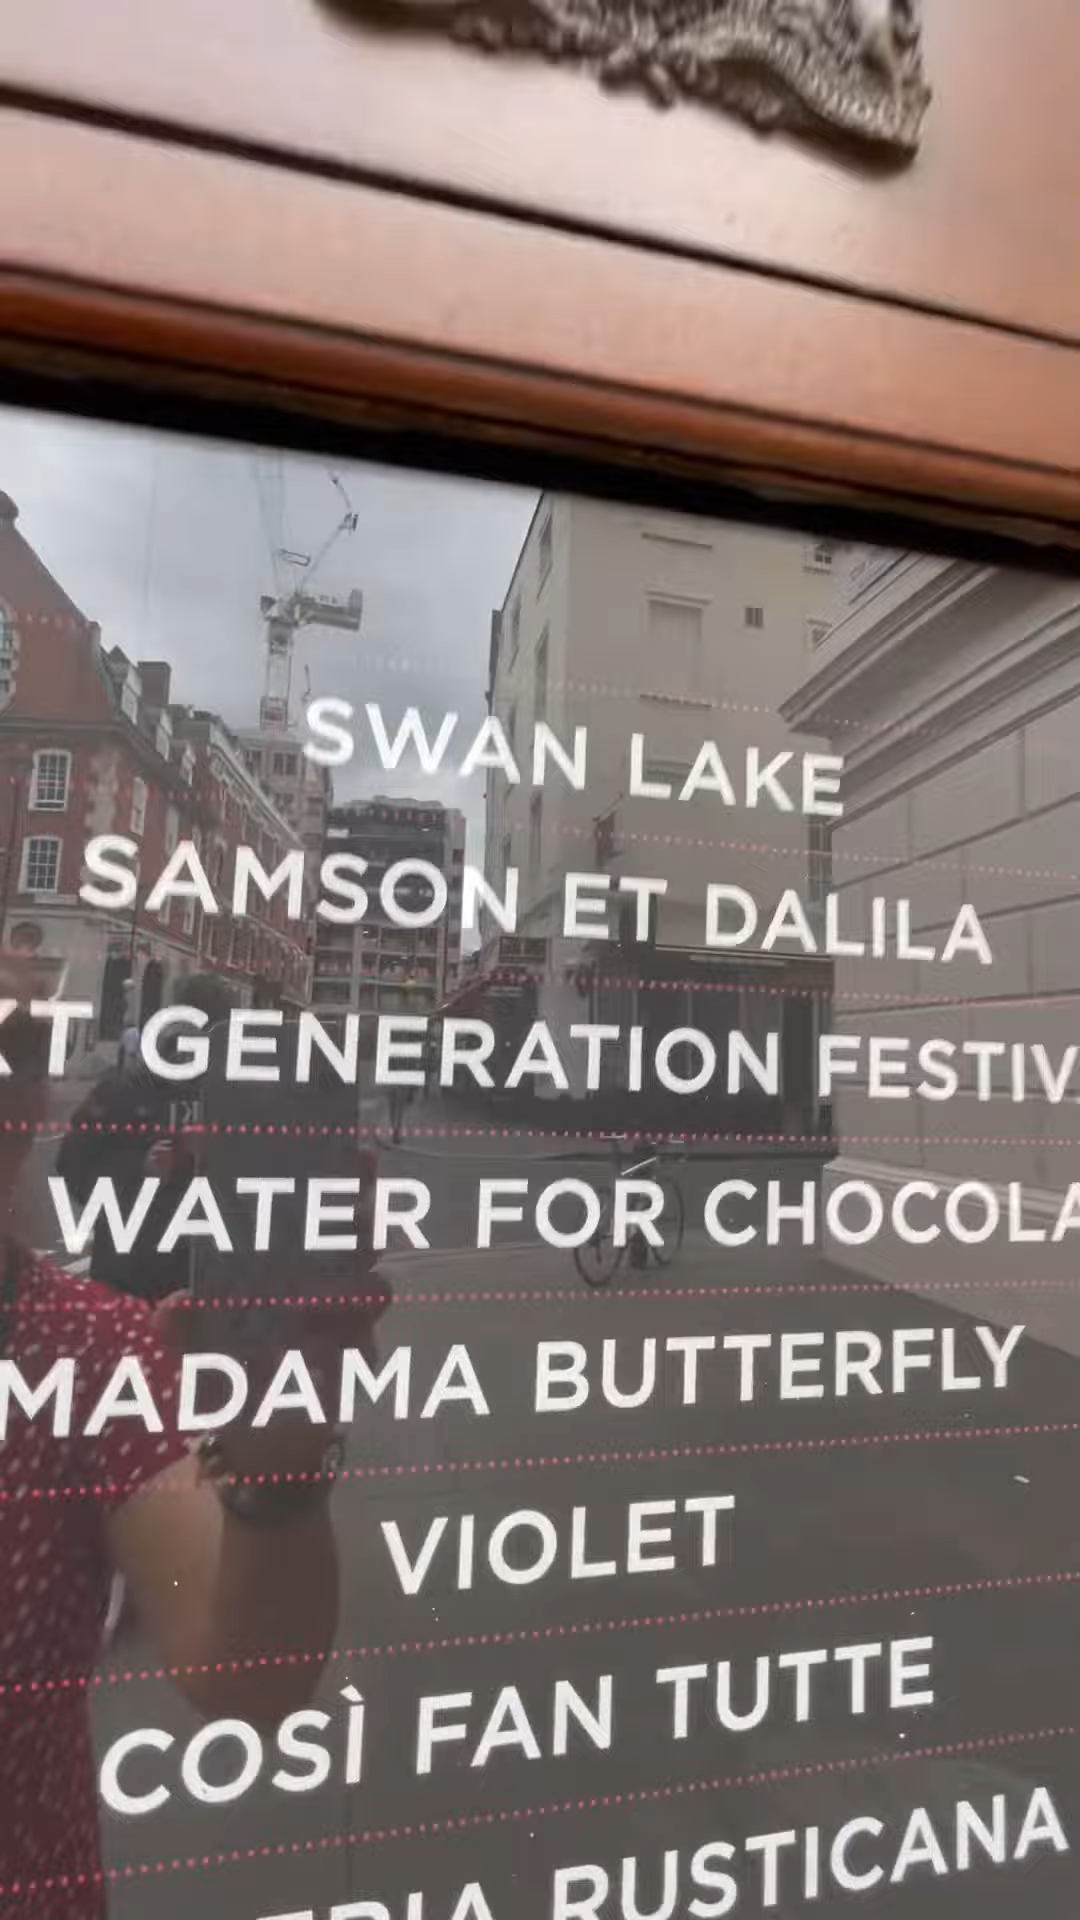 SWAN LAKE
SAMSON ET DALILA
GENERATION
WATER FOR
MADAMA BUTTERFLY
VIOLET
COSÌ FAN TUTTE
RUSTICANA